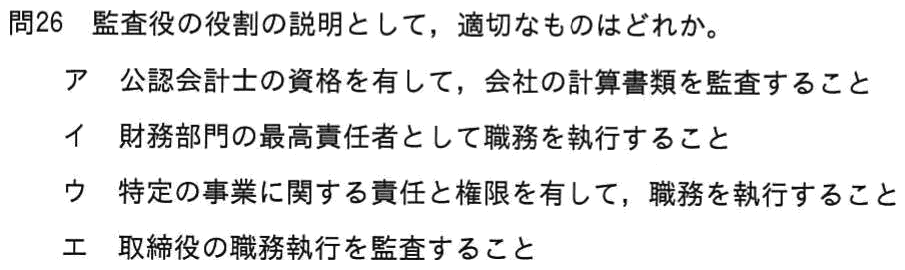 問26　監査役の役割の説明として，適切なものはどれか。
ア　公認会計士の資格を有して，会社の計算書類を監査すること
イ　財務部門の最高責任者として職務を執行すること
ウ　特定の事業に関する責任と権限を有して，職務を執行すること
エ　取締役の職務執行を監査すること